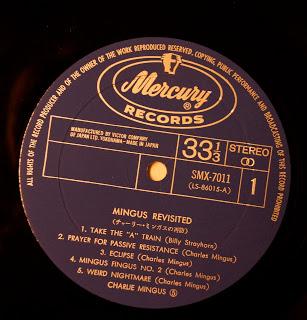 ALL RIGHTS OF THE RECORD PRODUCER AND OF THE OWNER OF THE WORK REPRODUCED RESERVED. COPYING, PUBLIC PERFORMANCE AND BROADCASTING OF THIS RECORD PROHIBITED
Mercury
®
RECORDS
MANUFACTURED BY VICTOR COMPANY
OF JAPAN LTD. YOKOHAMA–MADE IN JAPAN
33 1/3
STEREO
SMX-7011
(LS-86015-A)
1
MINGUS REVISITED
1. TAKE THE "A" TRAIN (Billy Strayhorn)
2. PRAYER FOR PASSIVE RESISTANCE (Charles Mingus)
3. ECLIPSE (Charles Mingus)
4. MINGUS FINGUS NO. 2 (Charles Mingus)
5. WEIRD NIGHTMARE (Charles Mingus)
CHARLIE MINGUS